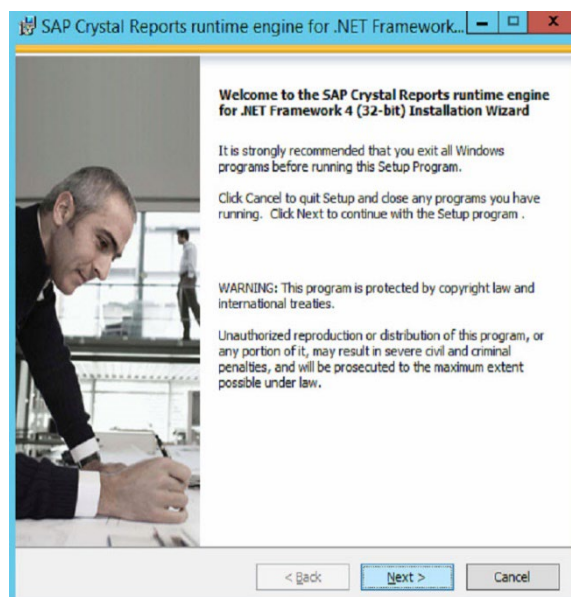 SAP Crystal Reports runtime engine for .NET Framework...
Welcome to the SAP Crystal Reports runtime engine
for .NET Framework 4 (32-bit) Installation Wizard
It is strongly recommended that you exit all Windows
programs before running this Setup Program.
Click Cancel to quit Setup and close any programs you have
running. Click Next to continue with the Setup program .
WARNING: This program is protected by copyright law and
international treaties.
Unauthorized reproduction or distribution of this program, or
any portion of it, may result in severe civil and criminal
penalties, and will be prosecuted to the maximum extent
possible under law.
< Back Next > Cancel